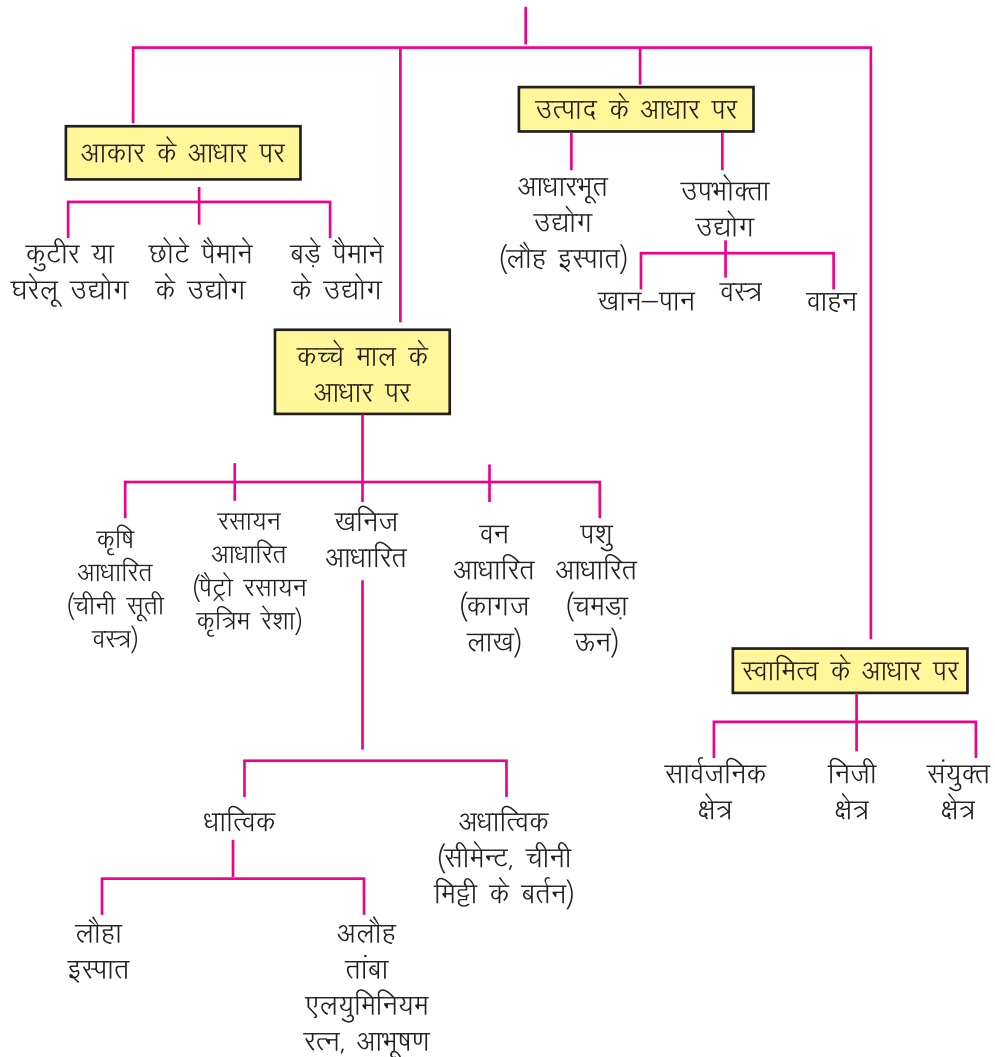 उत्पाद के आधार पर
आकार के आधार पर
आधारभूत
उद्योग
(लौह इस्पात)
उपभोक्ता
उद्योग
खान–पान
वस्त्र
वाहन
कुटीर या
घरेलू उद्योग
छोटे पैमाने
के उद्योग
बड़े पैमाने
के उद्योग
कच्चे माल के
आधार पर
कृषि
आधारित
(चीनी सूती
वस्त्र)
रसायन
आधारित
(पैट्रो रसायन
कृत्रिम रेशा)
खनिज
आधारित
वन
आधारित
(कागज
लाख)
पशु
आधारित
(चमड़ा
ऊन)
स्वामित्व के आधार पर
सार्वजनिक
क्षेत्र
निजी
क्षेत्र
संयुक्त
क्षेत्र
धात्विक
अधात्विक
(सीमेन्ट, चीनी
मिट्टी के बर्तन)
लौहा
इस्पात
अलौह
तांबा
एलयुमिनियम
रत्न, आभूषण